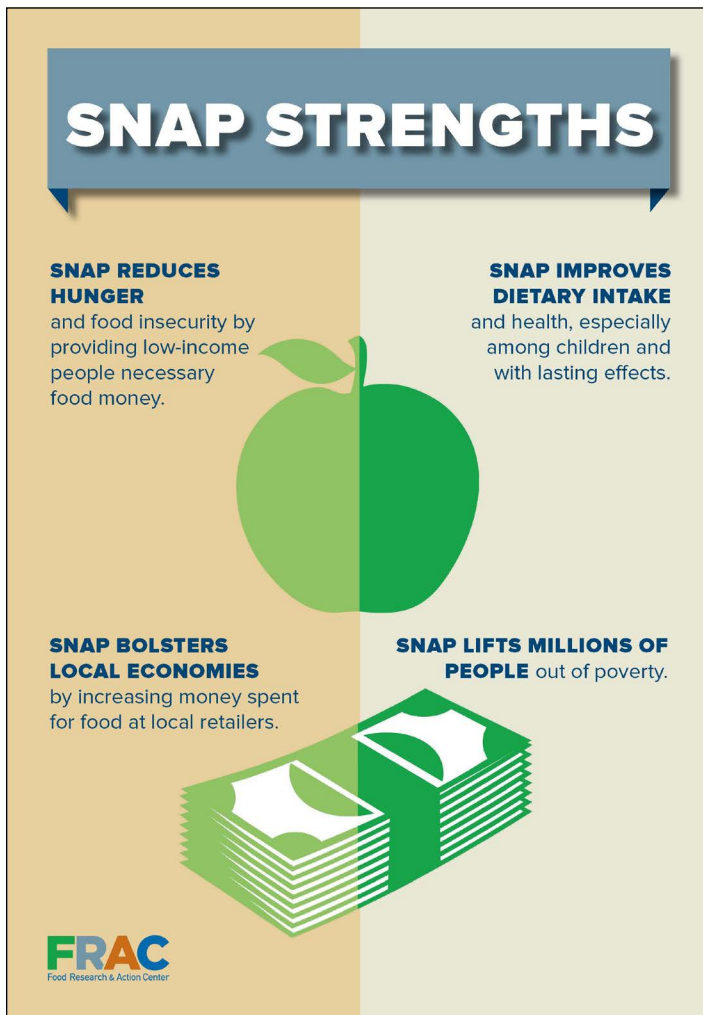 SNAP STRENGTHS
SNAP REDUCES
HUNGER
and food insecurity by
providing low-income
people necessary
food money.
SNAP IMPROVES
DIETARY INTAKE
and health, especially
among children and
with lasting effects.
SNAP BOLSTERS
LOCAL ECONOMIES
by increasing money spent
for food at local retailers.
SNAP LIFTS MILLIONS OF
PEOPLE out of poverty.
FRAC
Food Research & Action Center